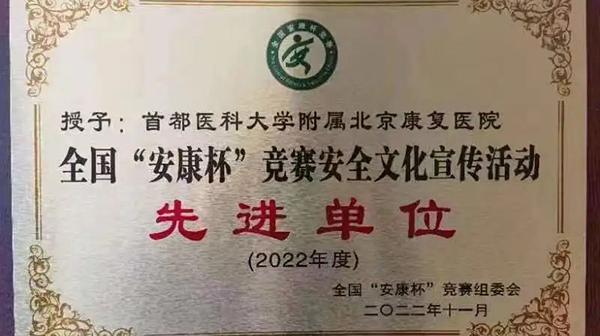 授予：首都医科大学附属北京康复医院
全国“安康杯”竞赛安全文化宣传活动
先进单位
(2022年度)
全国“安康杯”竞赛组委会
二〇二二年十一月